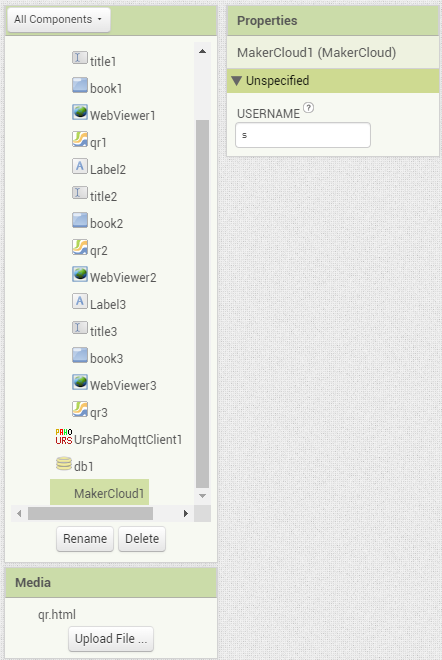 All Components
title1
book1
WebViewer1
qr1
A Label2
title2
book2
qr2
WebViewer2
A Label3
title3
book3
WebViewer3
qr3
PAHO
URS
UrsPahoMqttClient1
db1
MakerCloud1
Rename Delete
Media
qr.html
Upload File ...
Properties
MakerCloud1 (MakerCloud)
Unspecified
USERNAME ?
s